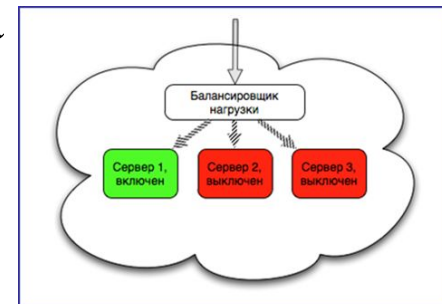 Балансировщик
нагрузки
Сервер 1,
включен
Сервер 2,
выключен
Сервер 3,
выключен